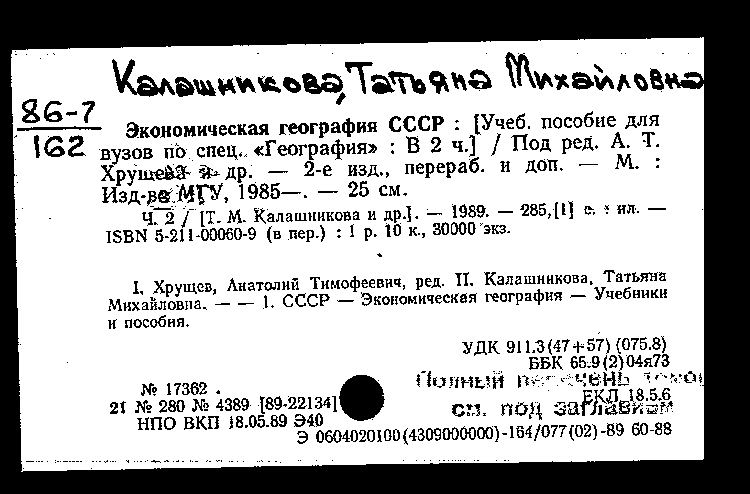 Калашникова, Татьяна Михайловна
86-7
162
Экономическая география СССР : [Учеб. пособие для
вузов по спец. «География» : В 2 ч.] / Под ред. А. Т.
Хрущева и др. — 2-е изд., перераб. и доп. — М. :
Изд-во МГУ, 1985—. — 25 см.
Ч. 2 / [Т. М. Калашникова и др.]. — 1989. — 285,[1] с. : ил. —
ISBN 5-211-00060-9 (в пер.) : 1 р. 10 к., 30000 экз.
I. Хрущев, Анатолий Тимофеевич, ред. II. Калашникова, Татьяна
Михайловна. — — 1. СССР — Экономическая география — Учебники
и пособия.
УДК 911.3(47+57)(075.8)
ББК 65.9(2)04я73
Полный перечень томов
ЕКЛ 18.5.6
см. под заглавием
№ 17362
21 № 280 № 4389 [89-22134]
НПО ВКП 18.05.89 Э40
Э 0604020100(4309000000)-164/077(02)-89 60-88